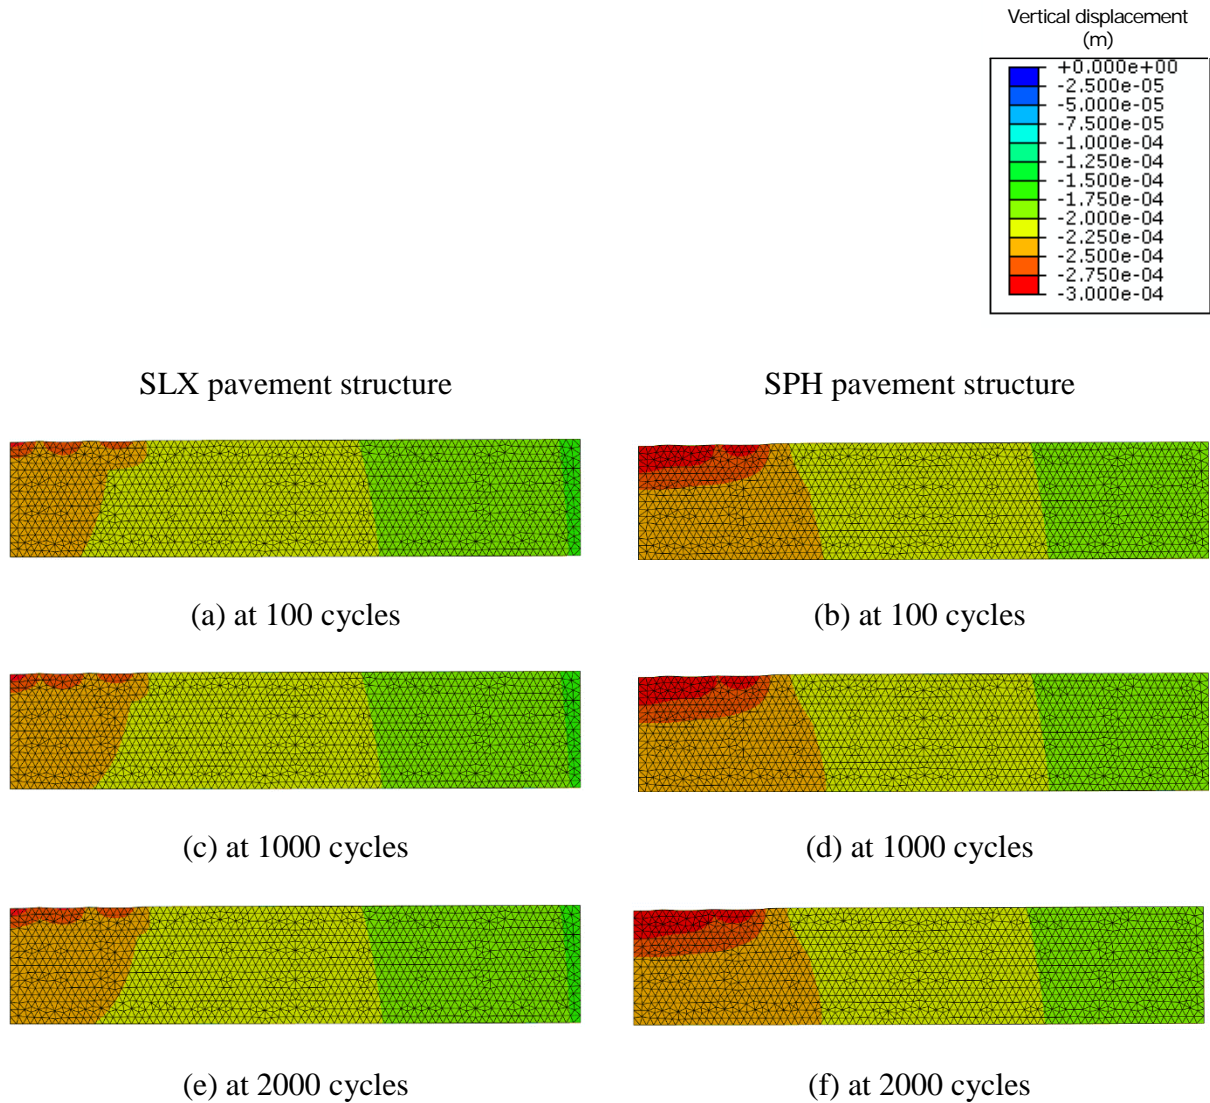 Vertical displacement
(m)
+0.000e+00
-2.500e-05
-5.000e-05
-7.500e-05
-1.000e-04
-1.250e-04
-1.500e-04
-1.750e-04
-2.000e-04
-2.250e-04
-2.500e-04
-2.750e-04
-3.000e-04
SLX pavement structure
SPH pavement structure
(a) at 100 cycles
(b) at 100 cycles
(c) at 1000 cycles
(d) at 1000 cycles
(e) at 2000 cycles
(f) at 2000 cycles